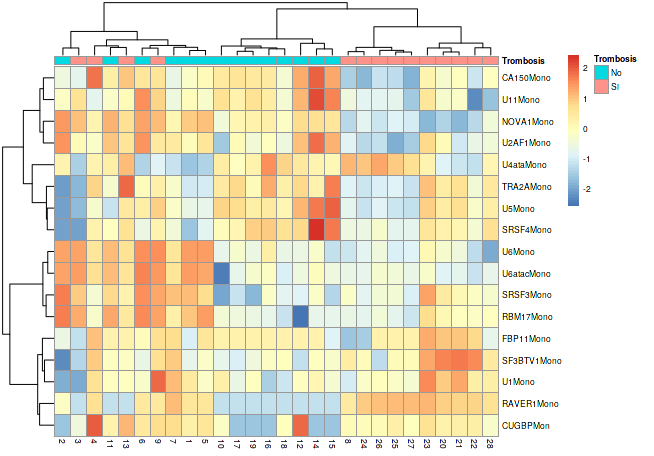 Trombosis
Trombosis
No
SI
CA150Mono
U11Mono
NOVA1Mono
U2AF1Mono
U4ataMono
TRA2AMono
U5Mono
SRSF4Mono
U6Mono
U6atacMono
SRSF3Mono
RBM17Mono
FBP11Mono
SF3BTV1Mono
U1Mono
RAVER1Mono
CUGBPMon
2
1
0
-1
-2
2 3 4 11 13 6 9 7 1 5 10 17 19 16 18 12 14 15 8 24 26 25 27 23 20 21 22 28